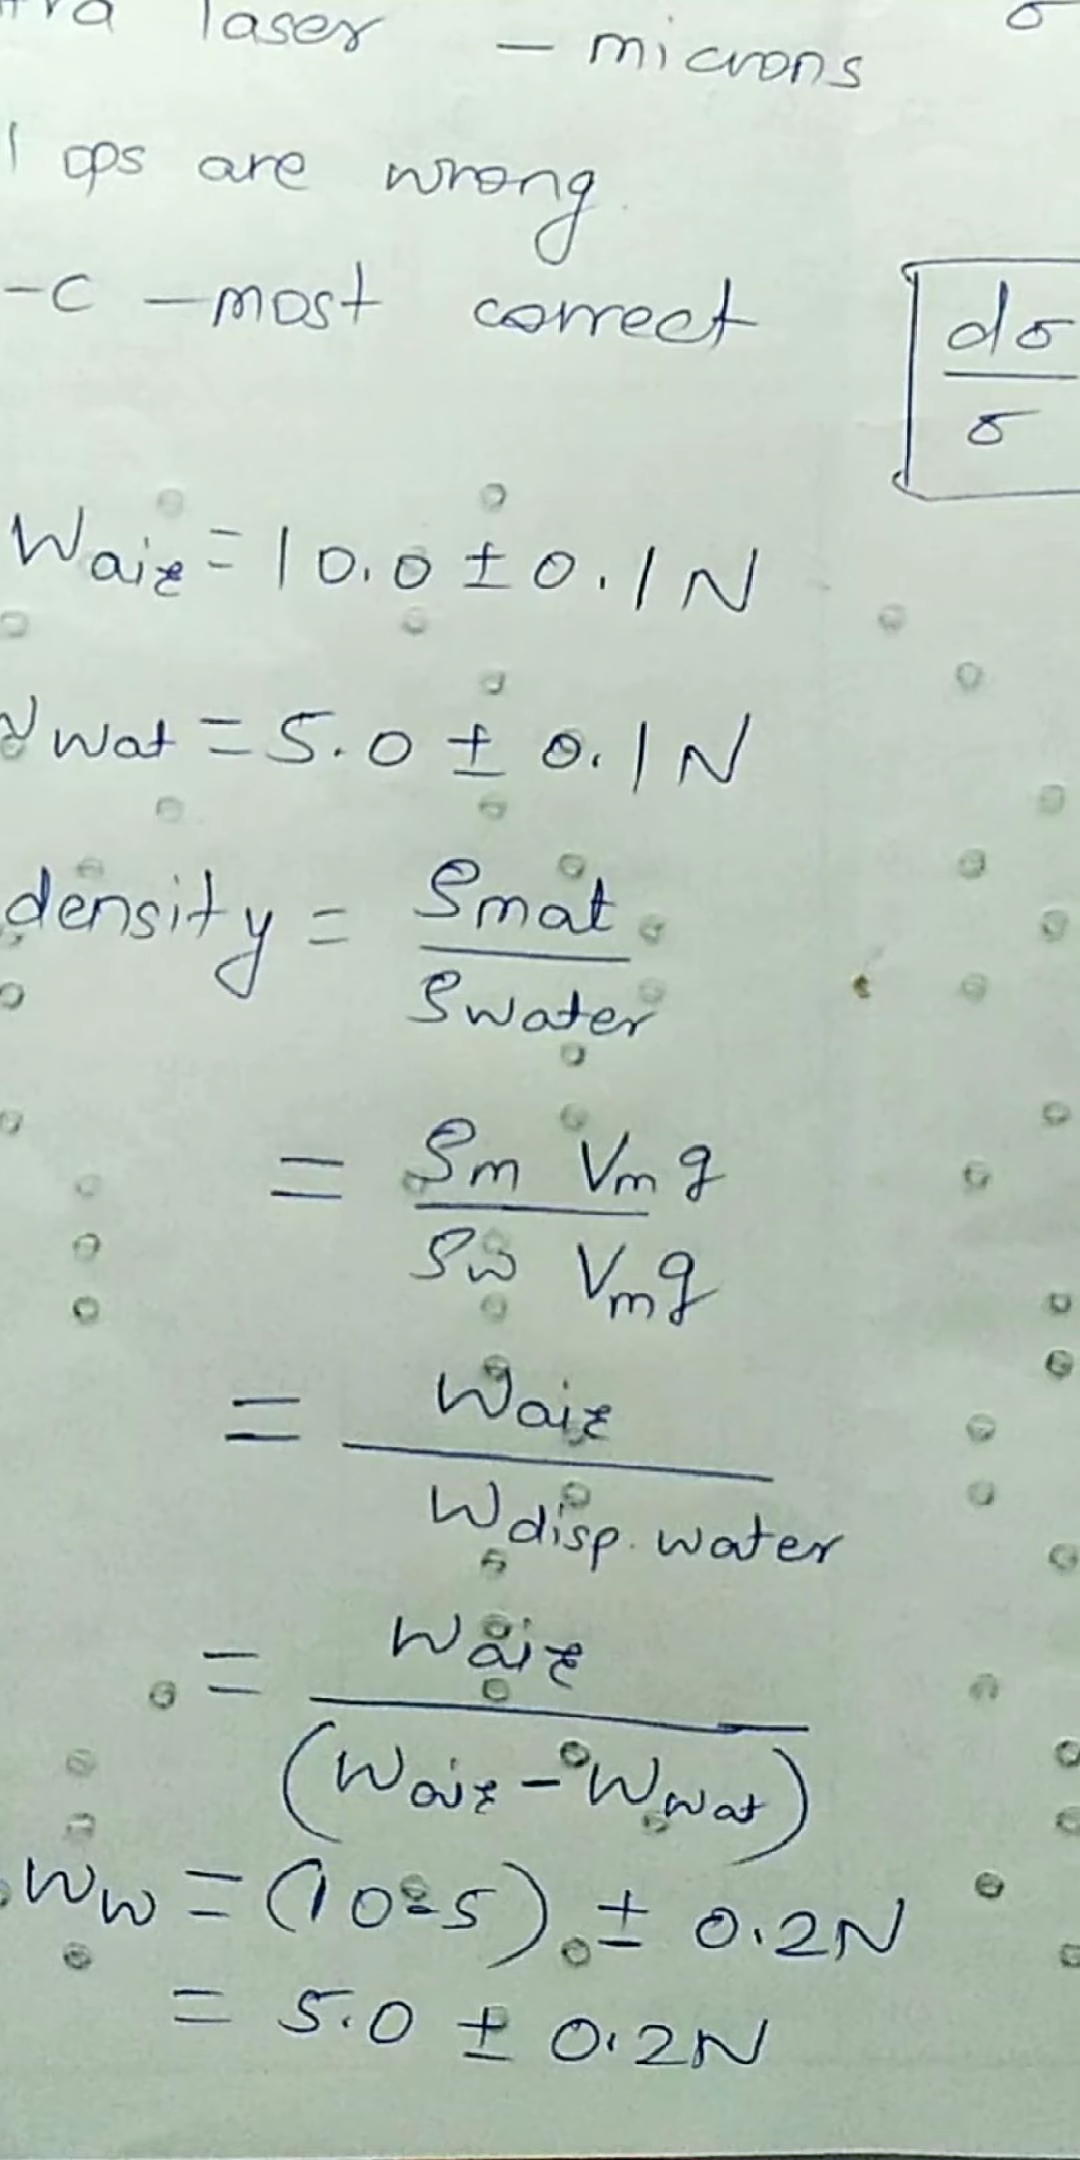 laser - microns
ops are wrong.
-C - most correct
dσ
σ
Wair = 10.0 ± 0.1 N
Wwat = 5.0 ± 0.1 N
density = ρmat
ρwater
= ρm Vm g
ρw Vm g
= Wair
Wdisp. water
= Wair
(Wair - Wwat)
Ww = (10-5) ± 0.2N
= 5.0 ± 0.2N